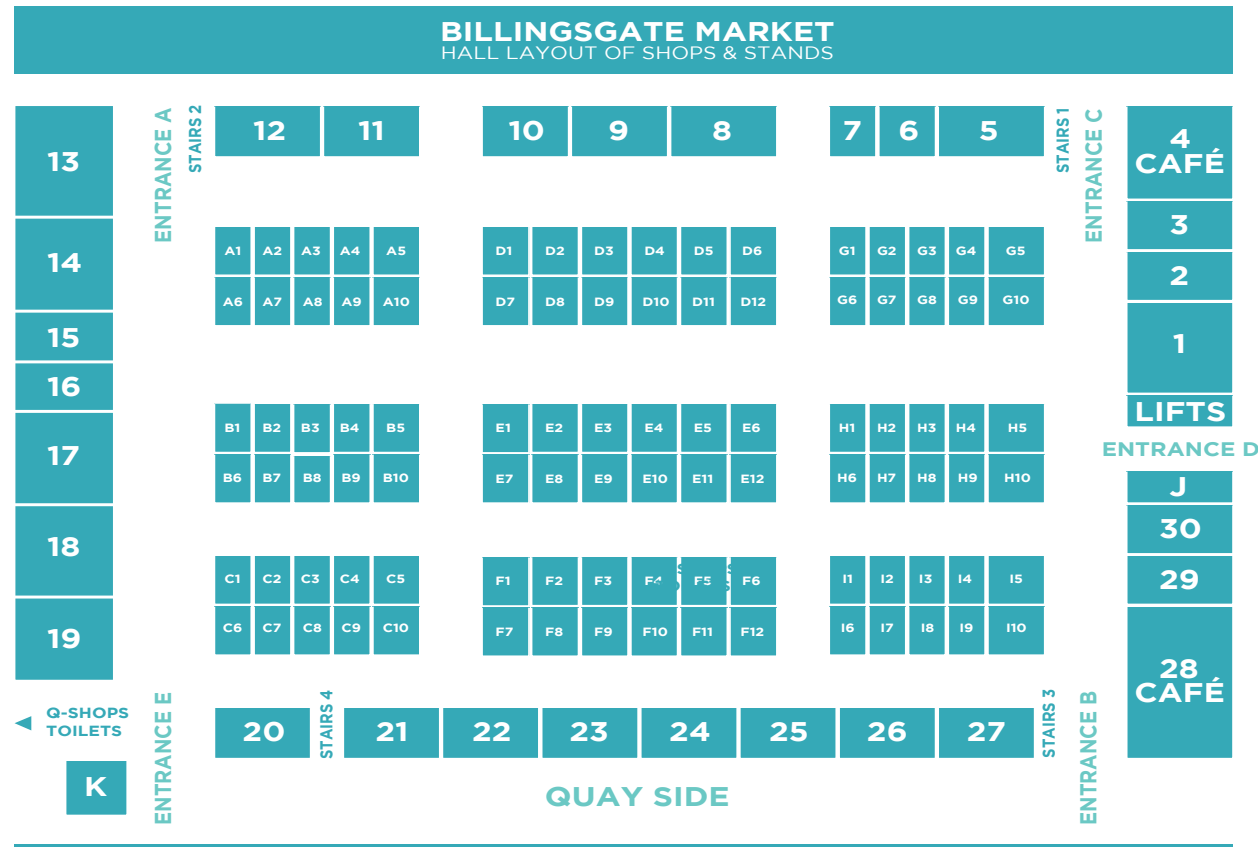 BILLINGSGATE MARKET
HALL LAYOUT OF SHOPS & STANDS
ENTRANCE A
STAIRS 2
12 11 10 9 8 7 6 5
STAIRS 1
ENTRANCE C
13
14
15
16
17
18
19
4
CAFÉ
3
2
1
LIFTS
ENTRANCE D
J
30
29
28
CAFÉ
A1 A2 A3 A4 A5
A6 A7 A8 A9 A10
D1 D2 D3 D4 D5 D6
D7 D8 D9 D10 D11 D12
G1 G2 G3 G4 G5
G6 G7 G8 G9 G10
B1 B2 B3 B4 B5
B6 B7 B8 B9 B10
E1 E2 E3 E4 E5 E6
E7 E8 E9 E10 E11 E12
H1 H2 H3 H4 H5
H6 H7 H8 H9 H10
C1 C2 C3 C4 C5
C6 C7 C8 C9 C10
F1 F2 F3 F4 F5 F6
F7 F8 F9 F10 F11 F12
I1 I2 I3 I4 I5
I6 I7 I8 I9 I10
Q-SHOPS
TOILETS
K
ENTRANCE E
20
STAIRS 4
21 22 23 24 25 26 27
STAIRS 3
ENTRANCE B
QUAY SIDE